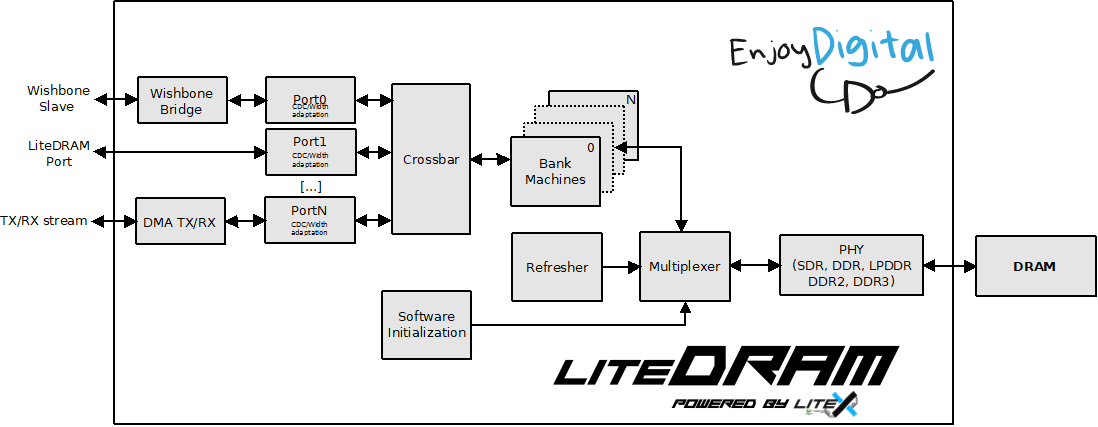 EnjoyDigital
Wishbone
Slave
Wishbone
Bridge
Port0
CDC/Width
adaptation
LiteDRAM
Port
Port1
CDC/Width
adaptation
[...]
TX/RX stream
DMA TX/RX
PortN
CDC/Width
adaptation
Crossbar
N
0
Bank
Machines
Refresher
Multiplexer
PHY
(SDR, DDR, LPDDR
DDR2, DDR3)
DRAM
Software
Initialization
LITEDRAM
POWERED BY LITEX